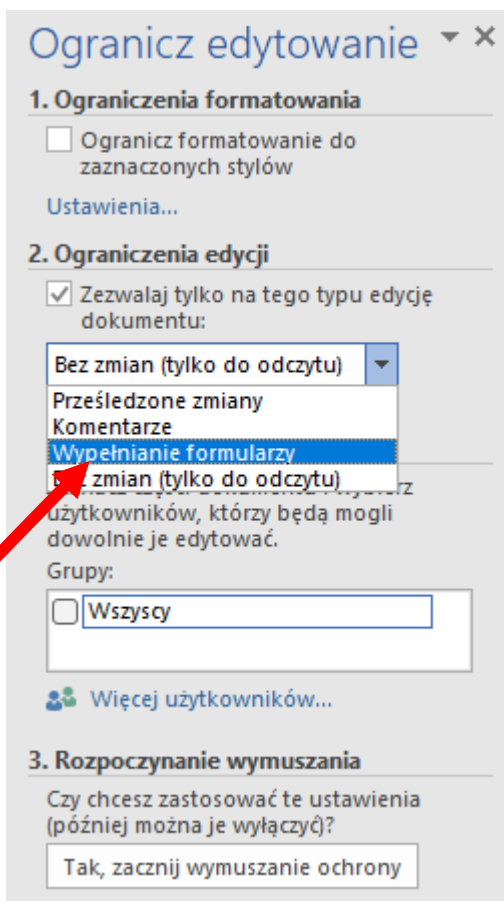 Ogranicz edytowanie
1. Ograniczenia formatowania
Ogranicz formatowanie do
zaznaczonych stylów
Ustawienia...
2. Ograniczenia edycji
Zezwalaj tylko na tego typu edycję
dokumentu:
Bez zmian (tylko do odczytu)
Prześledzone zmiany
Komentarze
Wypełnianie formularzy
Bez zmian (tylko do odczytu)
użytkowników, którzy będą mogli
dowolnie je edytować.
Grupy:
Wszyscy
Więcej użytkowników...
3. Rozpoczynanie wymuszania
Czy chcesz zastosować te ustawienia
(później można je wyłączyć)?
Tak, zacznij wymuszanie ochrony